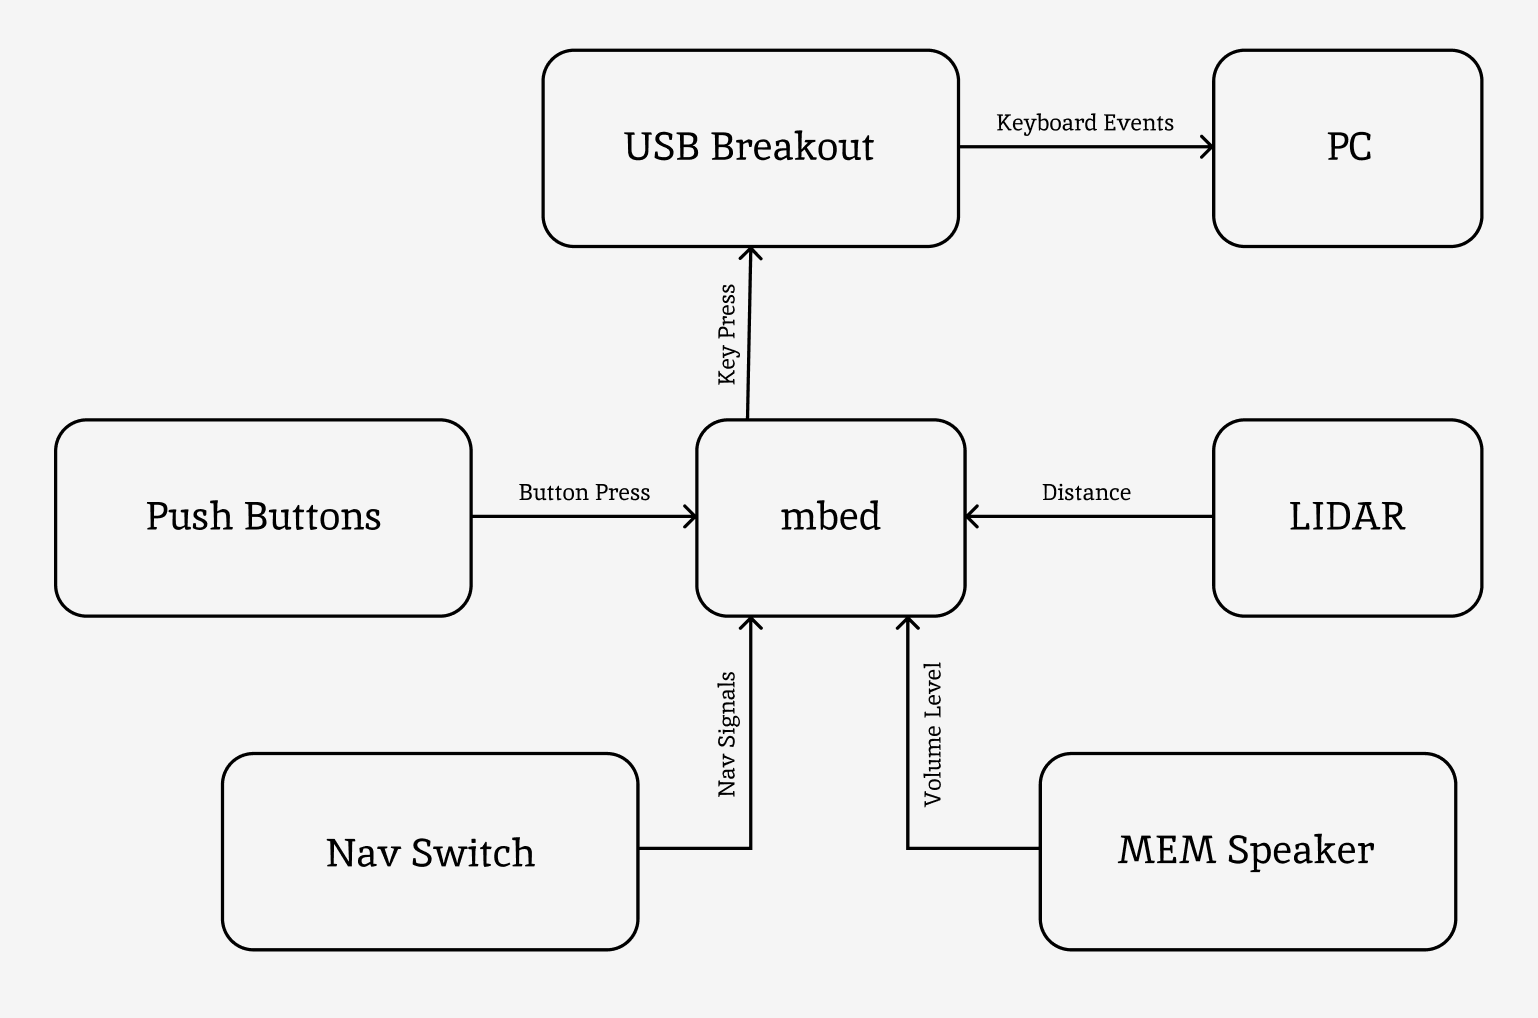 USB Breakout
Keyboard Events
PC
Key Press
Push Buttons
Button Press
mbed
Distance
LIDAR
Nav Signals
Volume Level
Nav Switch
MEM Speaker